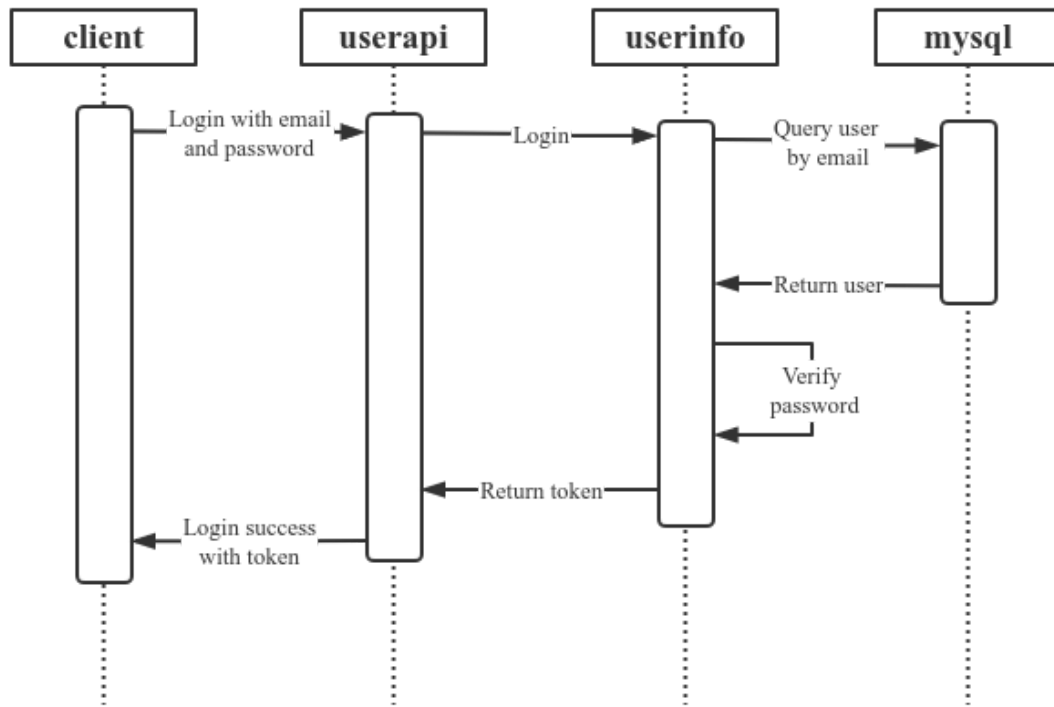 client
userapi
userinfo
mysql
Login with email
and password
Login
Query user
by email
Return user
Verify
password
Return token
Login success
with token